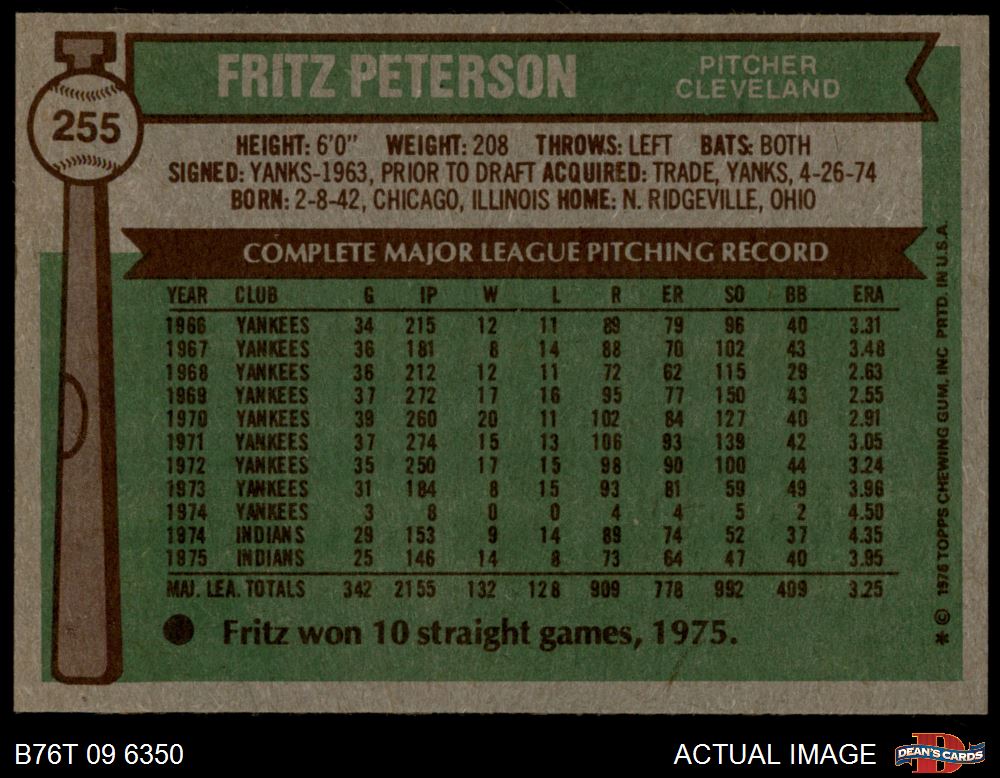 255
FRITZ PETERSON
PITCHER
CLEVELAND
HEIGHT: 6'0" WEIGHT: 208 THROWS: LEFT BATS: BOTH
SIGNED: YANKS-1963, PRIOR TO DRAFT ACQUIRED: TRADE, YANKS, 4-26-74
BORN: 2-8-42, CHICAGO, ILLINOIS HOME: N. RIDGEVILLE, OHIO
COMPLETE MAJOR LEAGUE PITCHING RECORD
YEAR CLUB G IP W L R ER SO BB ERA
1966 YANKEES 34 215 12 11 89 79 96 40 3.31
1967 YANKEES 36 181 8 14 88 70 102 43 3.48
1968 YANKEES 36 212 12 11 72 62 115 29 2.63
1969 YANKEES 37 272 17 16 95 77 150 43 2.55
1970 YANKEES 39 260 20 11 102 84 127 40 2.91
1971 YANKEES 37 274 15 13 106 93 139 42 3.05
1972 YANKEES 35 250 17 15 98 90 100 44 3.24
1973 YANKEES 31 184 8 15 93 81 59 49 3.96
1974 YANKEES 3 8 0 0 4 4 5 2 4.50
1974 INDIANS 29 153 9 14 89 74 52 37 4.35
1975 INDIANS 25 146 14 8 73 64 47 40 3.95
MAJ. LEA. TOTALS 342 2155 132 128 909 778 992 409 3.25
Fritz won 10 straight games, 1975.
* © 1976 TOPPS CHEWING GUM, INC PRTD. IN U.S.A.
B76T 09 6350
ACTUAL IMAGE
DEAN'S CARDS